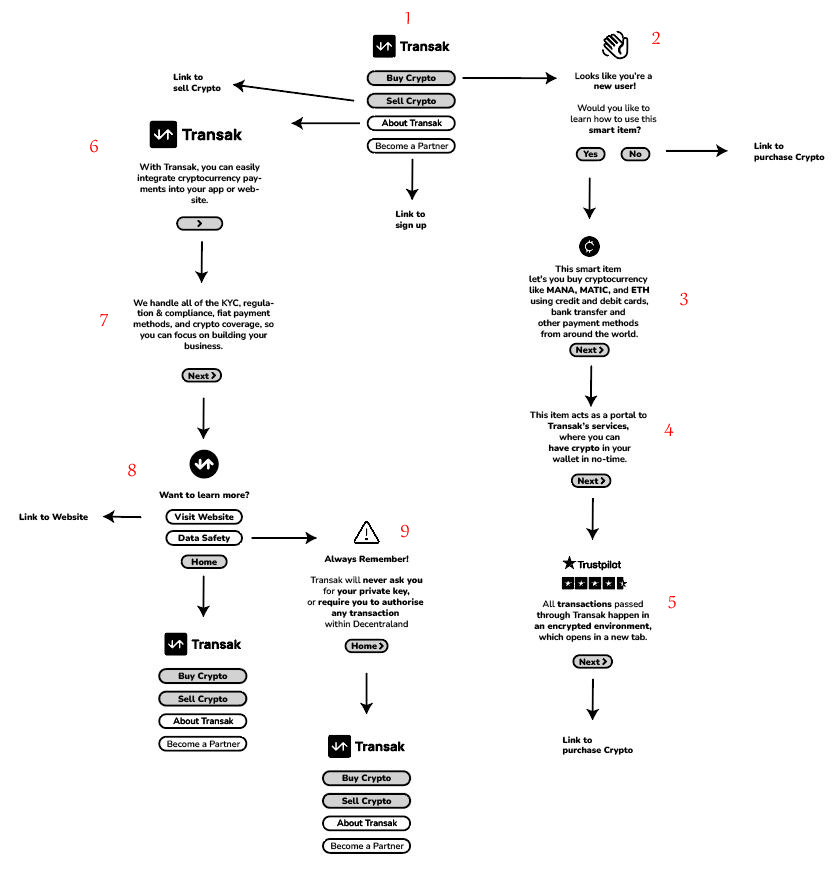 1
Transak
Buy Crypto
Sell Crypto
About Transak
Become a Partner
Link to
sell Crypto
Link to
sign up
2
Looks like you're a
new user!
Would you like to
learn how to use this
smart item?
Yes
No
Link to
purchase Crypto
3
This smart item
let's you buy cryptocurrency
like MANA, MATIC, and ETH
using credit and debit cards,
bank transfer and
other payment methods
from around the world.
Next >
4
This item acts as a portal to
Transak's services,
where you can
have crypto in your
wallet in no-time.
Next >
Trustpilot
5
All transactions passed
through Transak happen in
an encrypted environment,
which opens in a new tab.
Next >
Link to
purchase Crypto
6
Transak
With Transak, you can easily
integrate cryptocurrency pay-
ments into your app or web-
site.
>
7
We handle all of the KYC, regula-
tion & compliance, fiat payment
methods, and crypto coverage, so
you can focus on building your
business.
Next >
8
Want to learn more?
Visit Website
Data Safety
Home
Link to Website
Transak
Buy Crypto
Sell Crypto
About Transak
Become a Partner
9
Always Remember!
Transak will never ask you
for your private key,
or require you to authorise
any transaction
within Decentraland
Home >
Transak
Buy Crypto
Sell Crypto
About Transak
Become a Partner